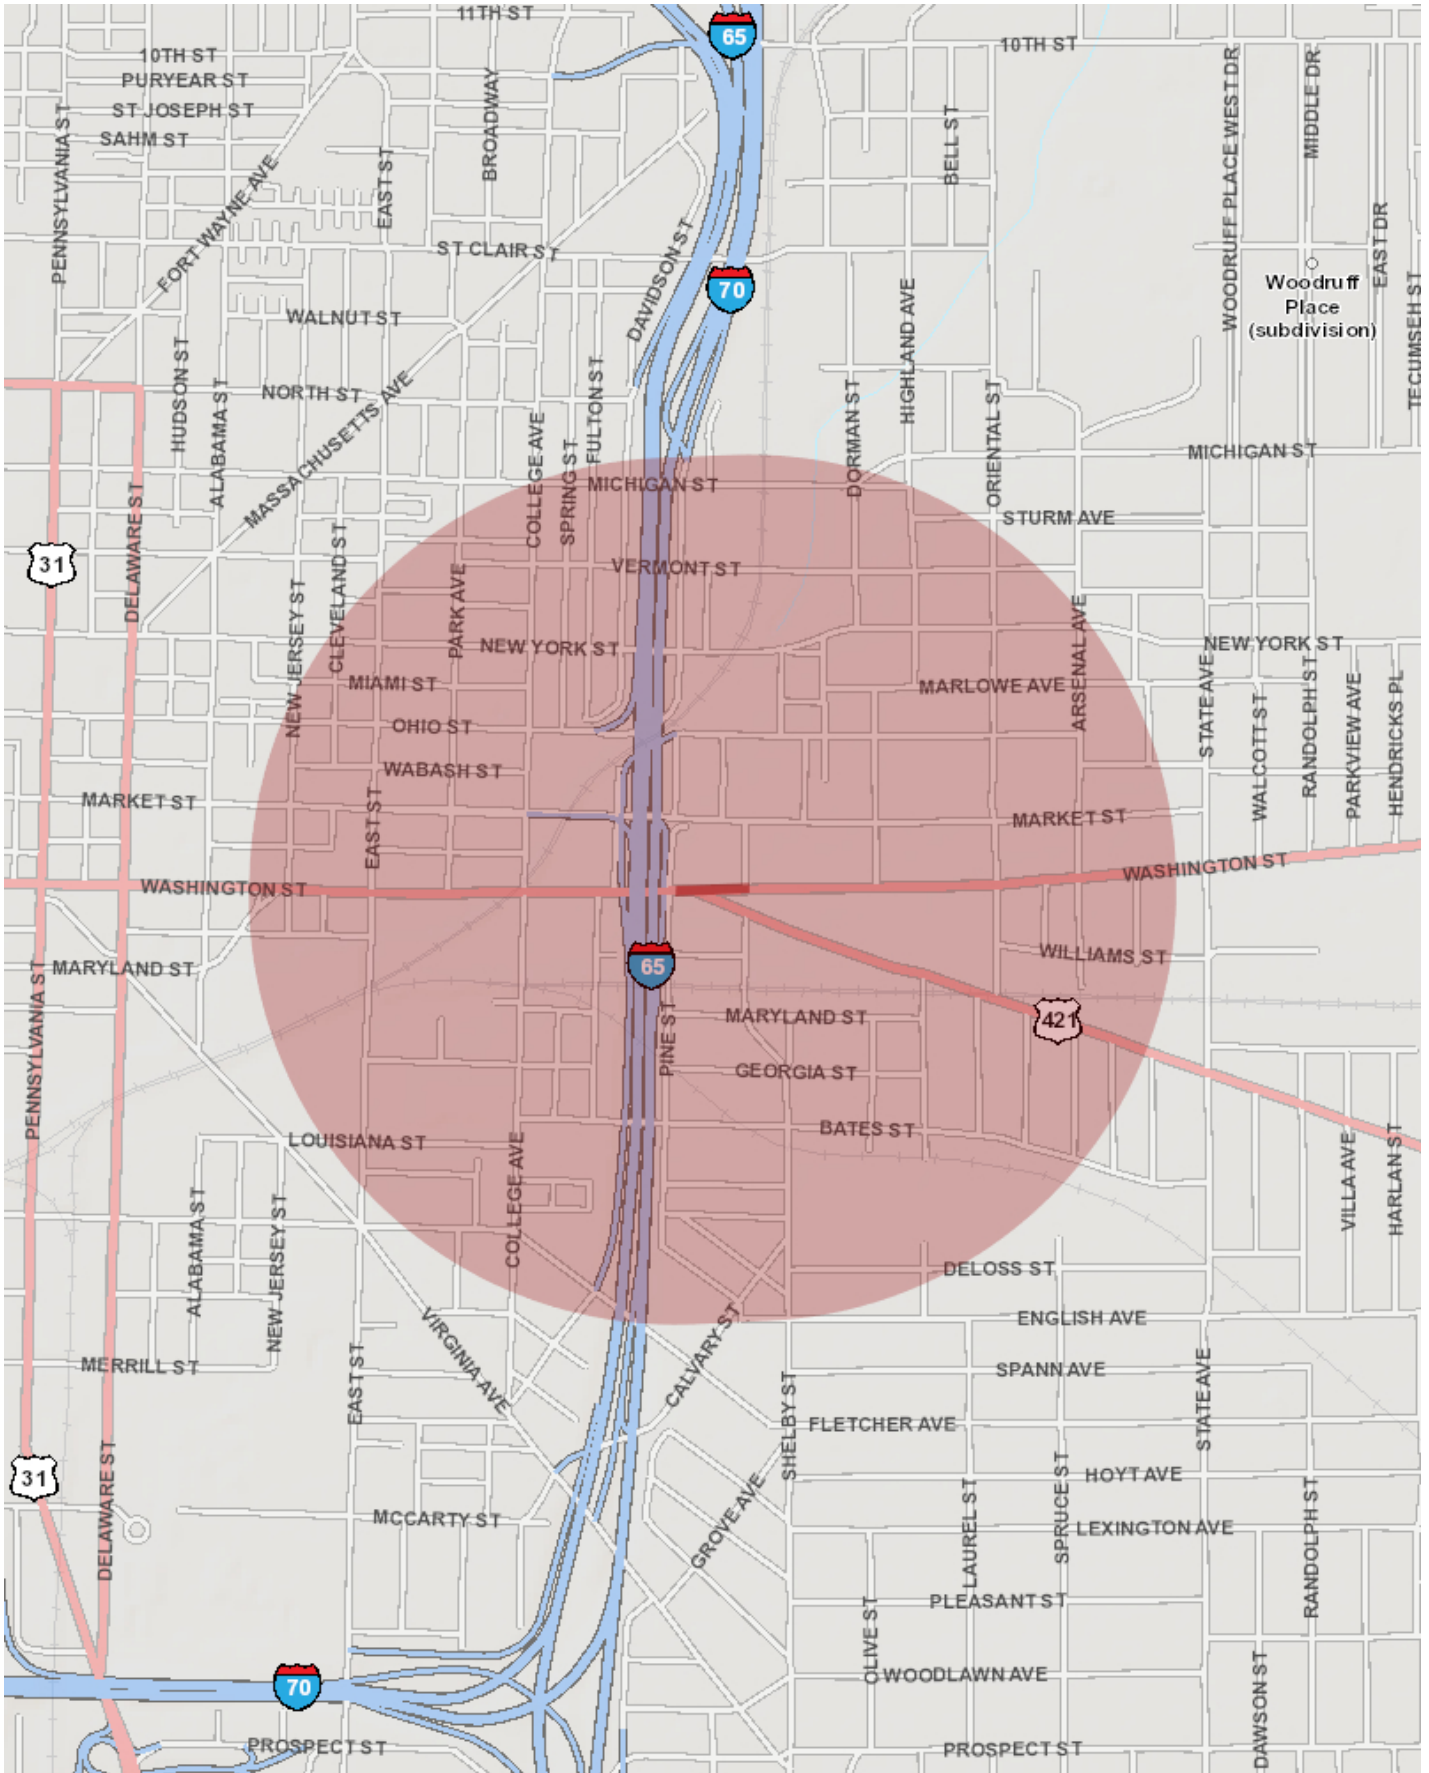 11TH ST
65
10TH ST
10TH ST
PURYEAR ST
ST JOSEPH ST
SAHM ST
PENNSYLVANIA ST
FORT WAYNE AVE
EAST ST
BROADWAY
BELL ST
WOODRUFF PLACE WEST DR
MIDDLE DR
EAST DR
TECUMSEH ST
ST CLAIR ST
DAVIDSON ST
70
Woodruff
Place
(subdivision)
WALNUT ST
HUDSON ST
ALABAMA ST
NORTH ST
MASSACHUSETTS AVE
COLLEGE AVE
SPRING ST
FULTON ST
DORMAN ST
HIGHLAND AVE
ORIENTAL ST
MICHIGAN ST
MICHIGAN ST
STURM AVE
31
DELAWARE ST
NEW JERSEY ST
CLEVELAND ST
PARK AVE
VERMONT ST
NEW YORK ST
NEW YORK ST
MIAMI ST
MARLOWE AVE
ARSENAL AVE
STATE AVE
WALCOTT ST
RANDOLPH ST
PARKVIEW AVE
HENDRICKS PL
OHIO ST
WABASH ST
MARKET ST
EAST ST
MARKET ST
WASHINGTON ST
WASHINGTON ST
MARYLAND ST
65
WILLIAMS ST
PENNSYLVANIA ST
PINE ST
MARYLAND ST
421
GEORGIA ST
LOUISIANA ST
BATES ST
COLLEGE AVE
ALABAMA ST
NEW JERSEY ST
VILLA AVE
HARLAN ST
DELOSS ST
ENGLISH AVE
VIRGINIA AVE
CALVARY ST
MERRILL ST
EAST ST
SPANN AVE
STATE AVE
SHELBY ST
FLETCHER AVE
31
DELAWARE ST
HOYT AVE
MCCARTY ST
GROVE AVE
LAUREL ST
SPRUCE ST
LEXINGTON AVE
RANDOLPH ST
PLEASANT ST
OLIVE ST
WOODLAWN AVE
70
DAWSON ST
PROSPECT ST
PROSPECT ST